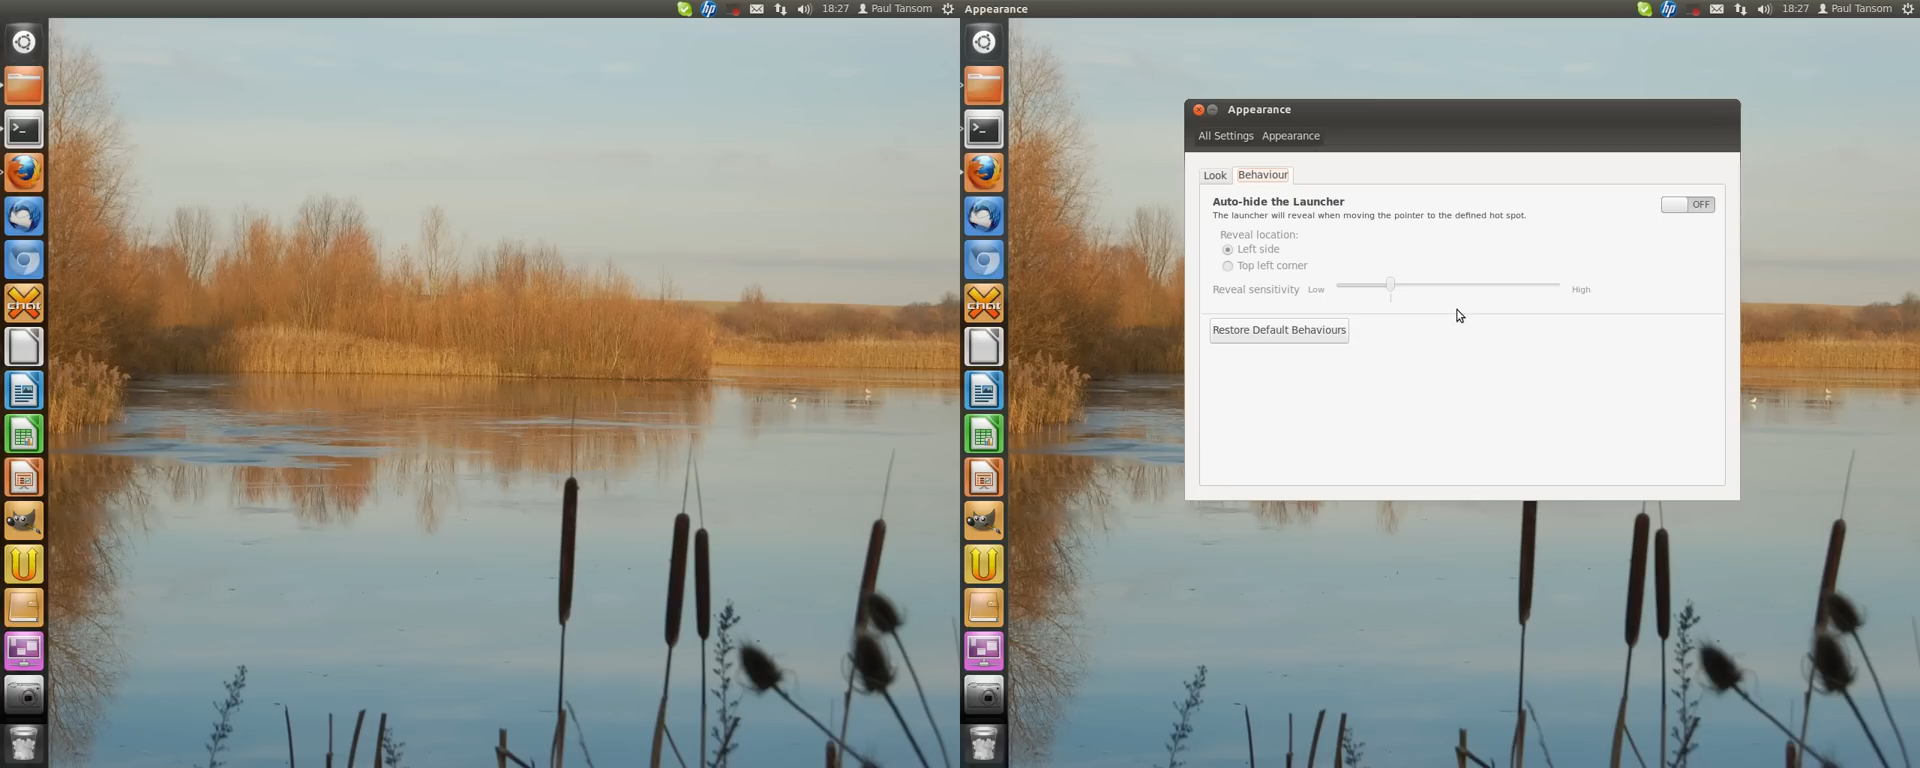 18:27 Paul Tansom
Appearance
18:27 Paul Tansom
Appearance
All Settings Appearance
Look Behaviour
Auto-hide the Launcher
OFF
The launcher will reveal when moving the pointer to the defined hot spot.
Reveal location:
Left side
Top left corner
Reveal sensitivity Low High
Restore Default Behaviours